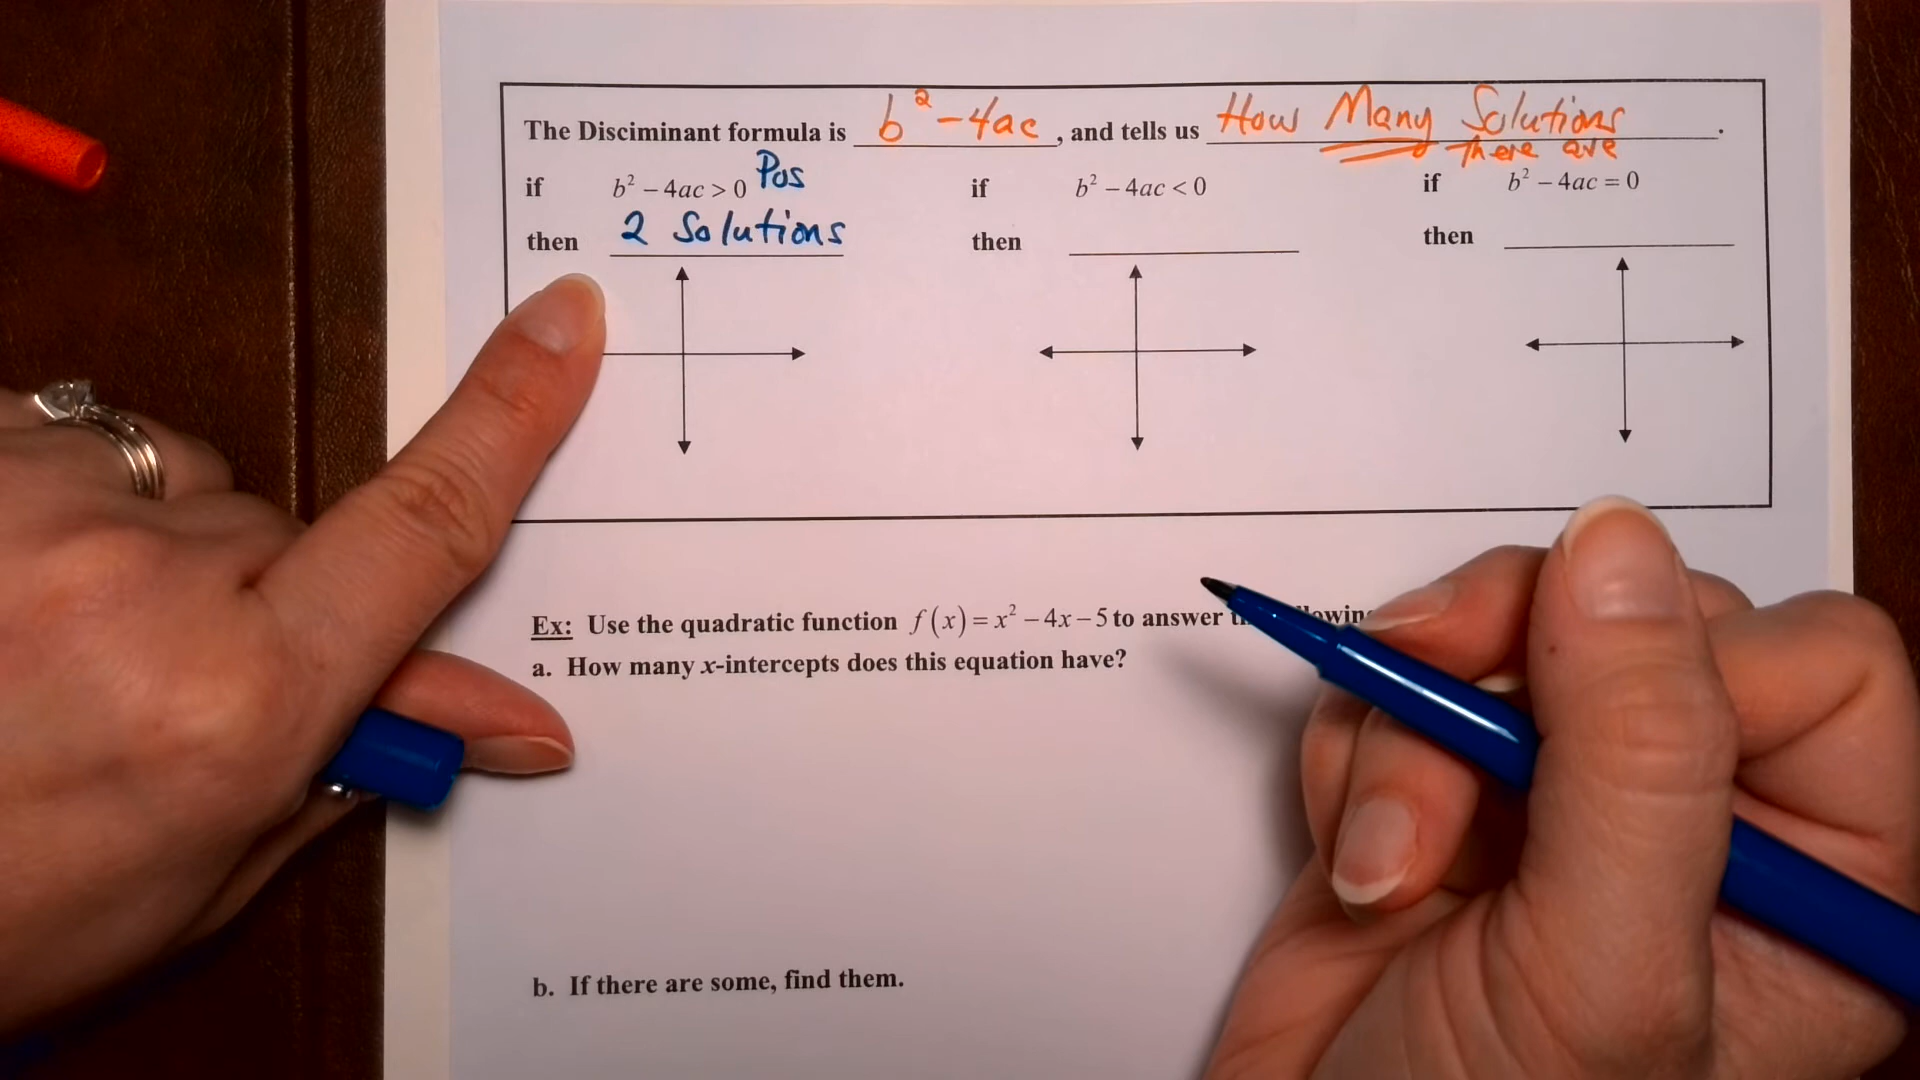 The Disciminant formula is b² - 4ac, and tells us How Many Solutions.
There are
if b² – 4ac > 0 Pos if b² – 4ac < 0 if b² – 4ac = 0
then 2 Solutions then then
Ex: Use the quadratic function f(x) = x² – 4x – 5 to answer
a. How many x-intercepts does this equation have?
b. If there are some, find them.